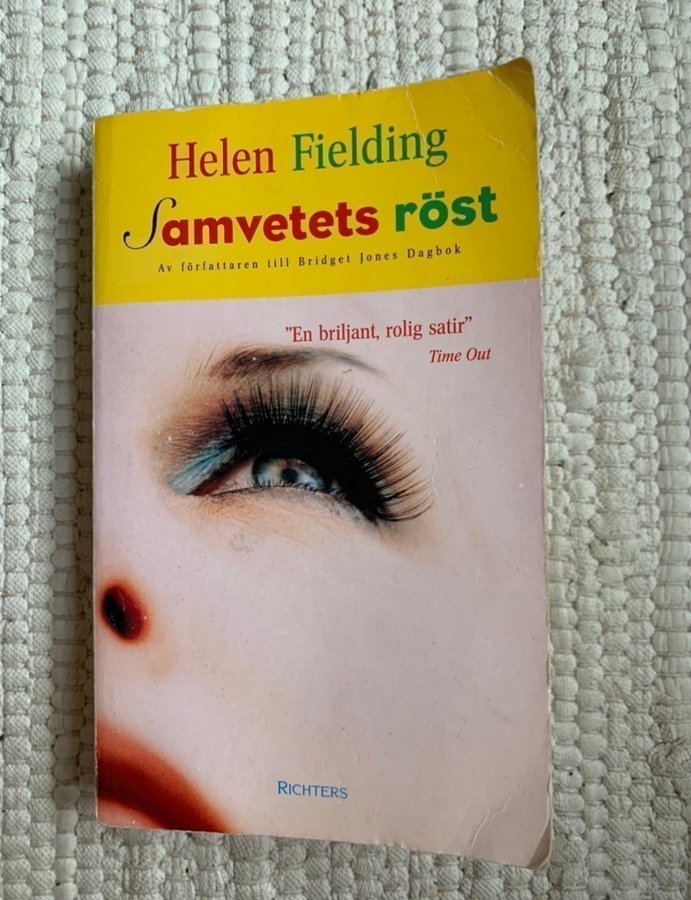 Helen Fielding
Samvetets röst
Av författaren till Bridget Jones Dagbok
”En briljant, rolig satir”
Time Out
RICHTERS